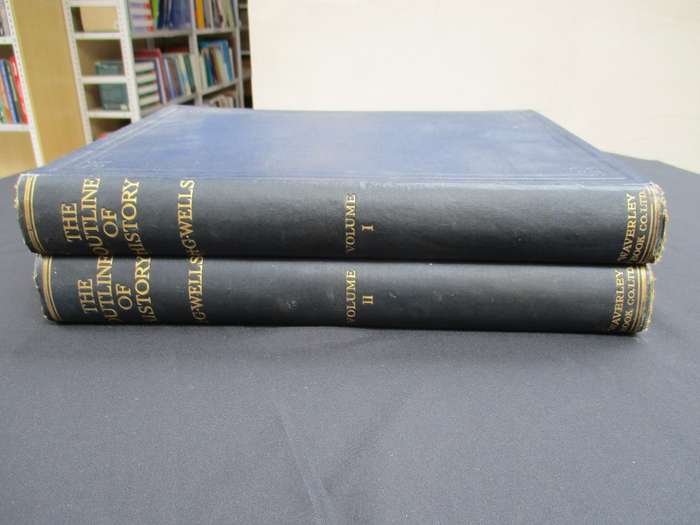 THE
OUTLINE
OF
HISTORY
H.G.WELLS
VOLUME
I
WAVERLEY
BOOK CO. LTD.
THE
OUTLINE
OF
HISTORY
H.G.WELLS
VOLUME
II
WAVERLEY
BOOK CO. LTD.